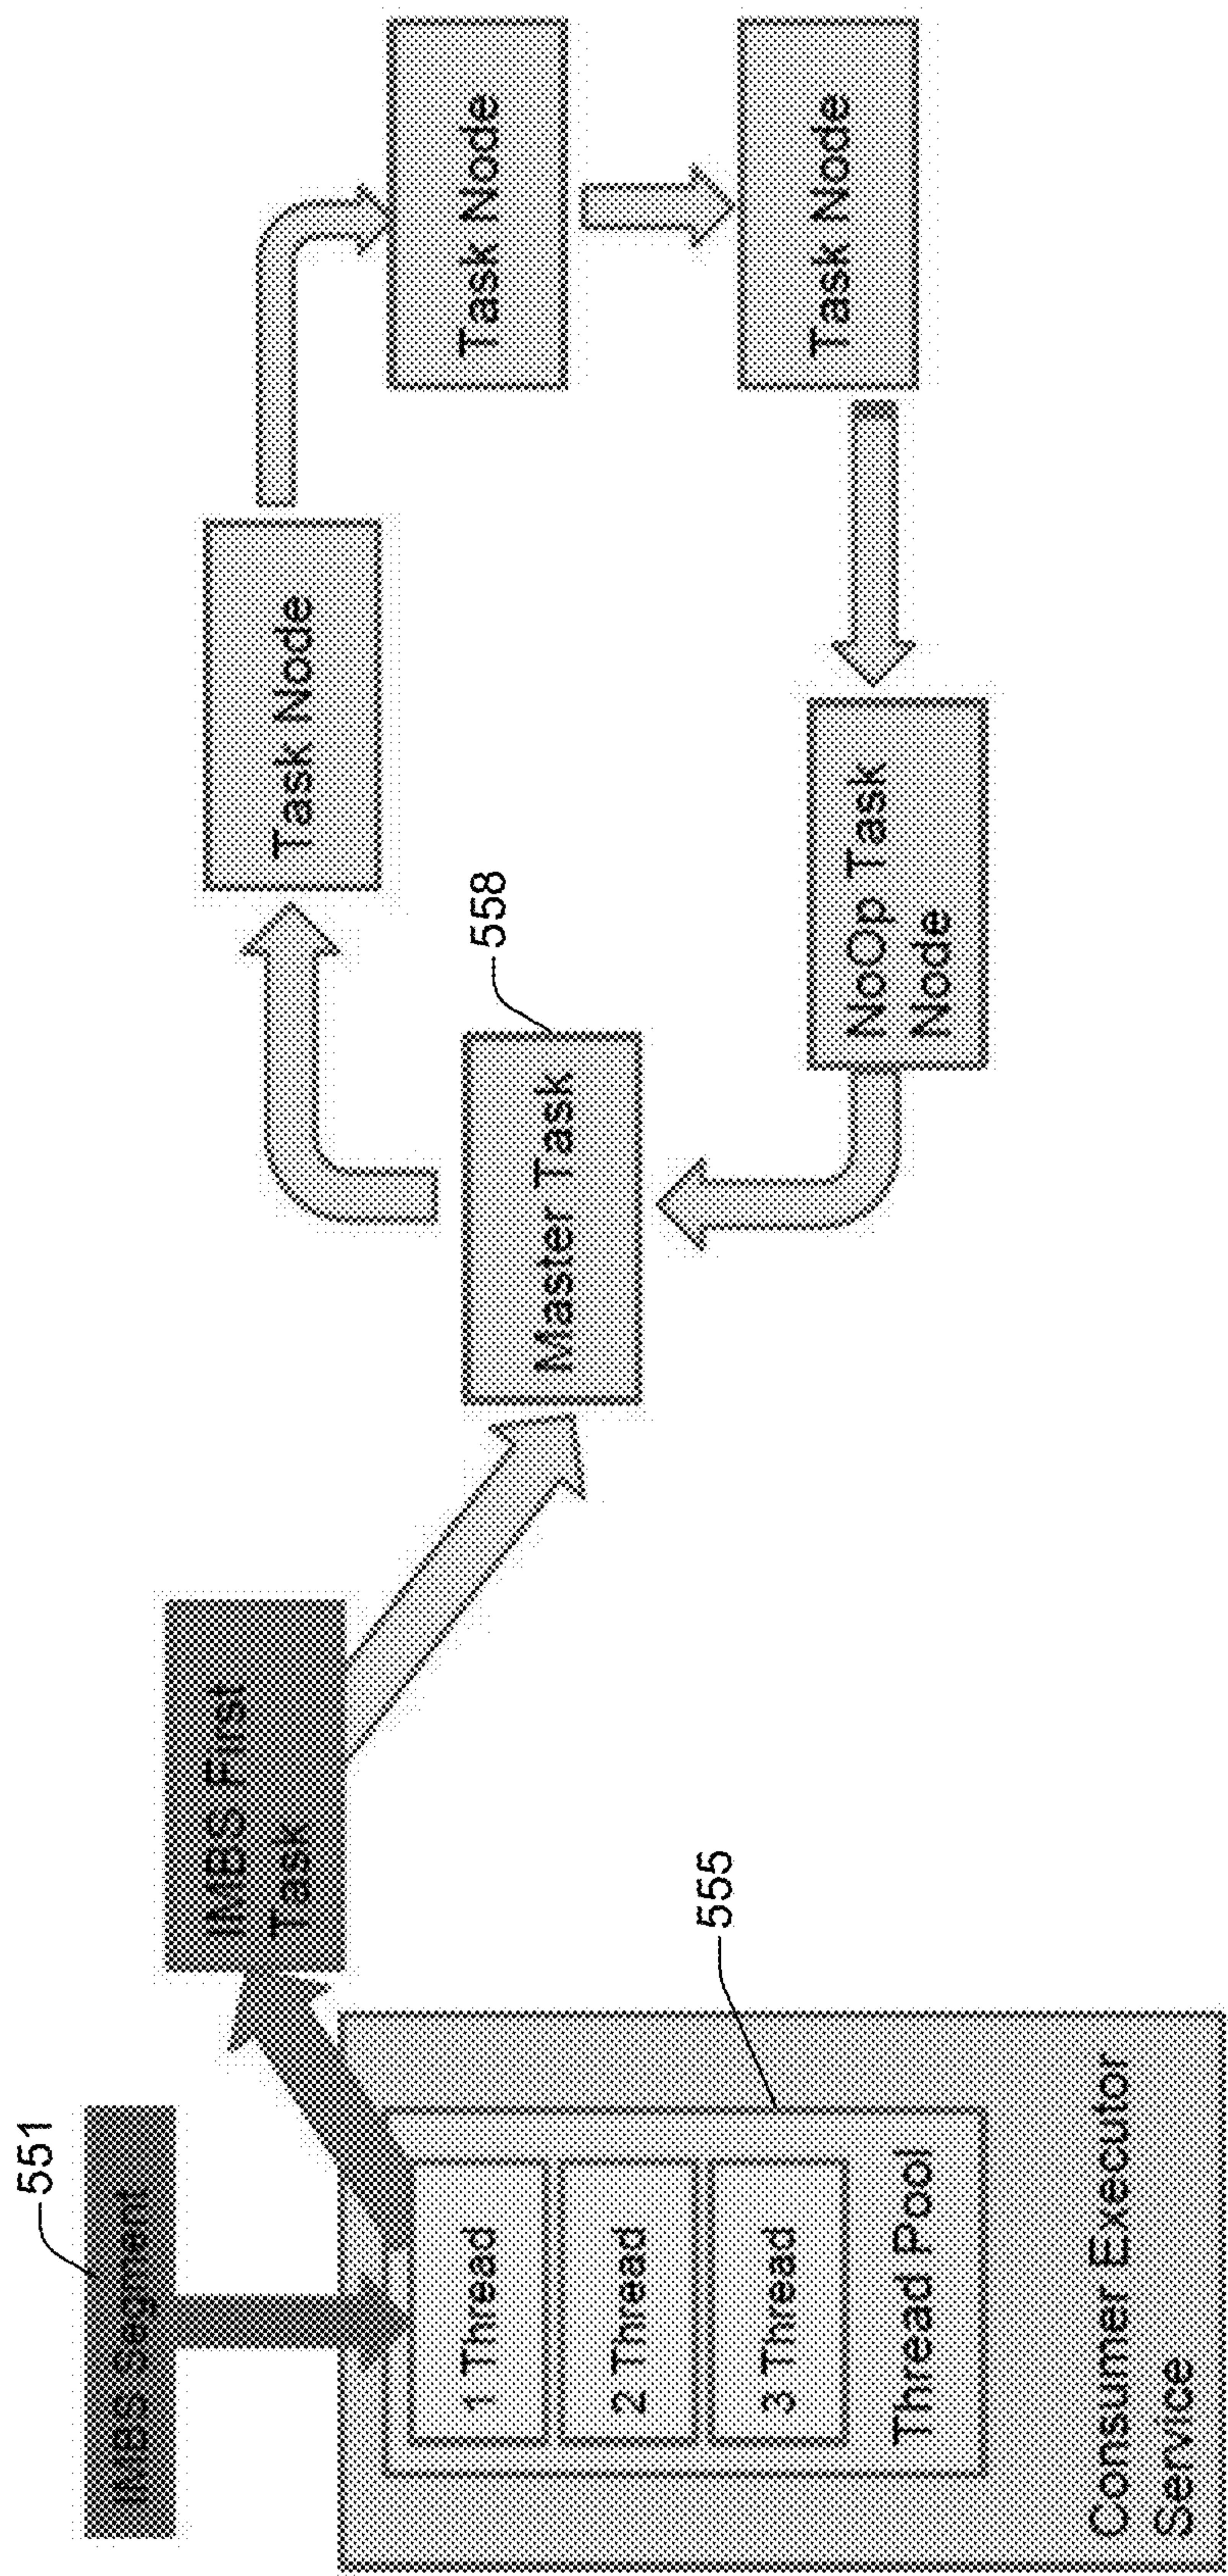 551
IMBS Segment
1 Thread
2 Thread
3 Thread
Thread Pool
555
Consumer Executor
Service
IMBS First
Task
Master Task
558
Task Node
Task Node
Task Node
NoOp Task
Node